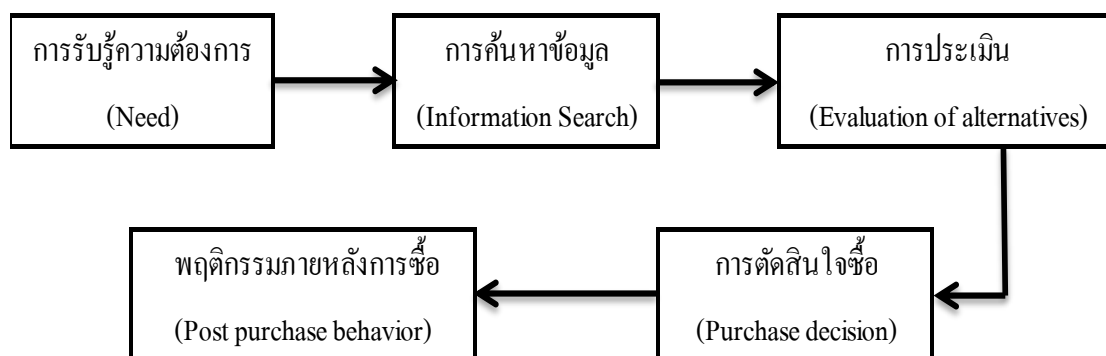 การรับรู้ความต้องการ
(Need)
การค้นหาข้อมูล
(Information Search)
การประเมิน
(Evaluation of alternatives)
การตัดสินใจซื้อ
(Purchase decision)
พฤติกรรมภายหลังการซื้อ
(Post purchase behavior)